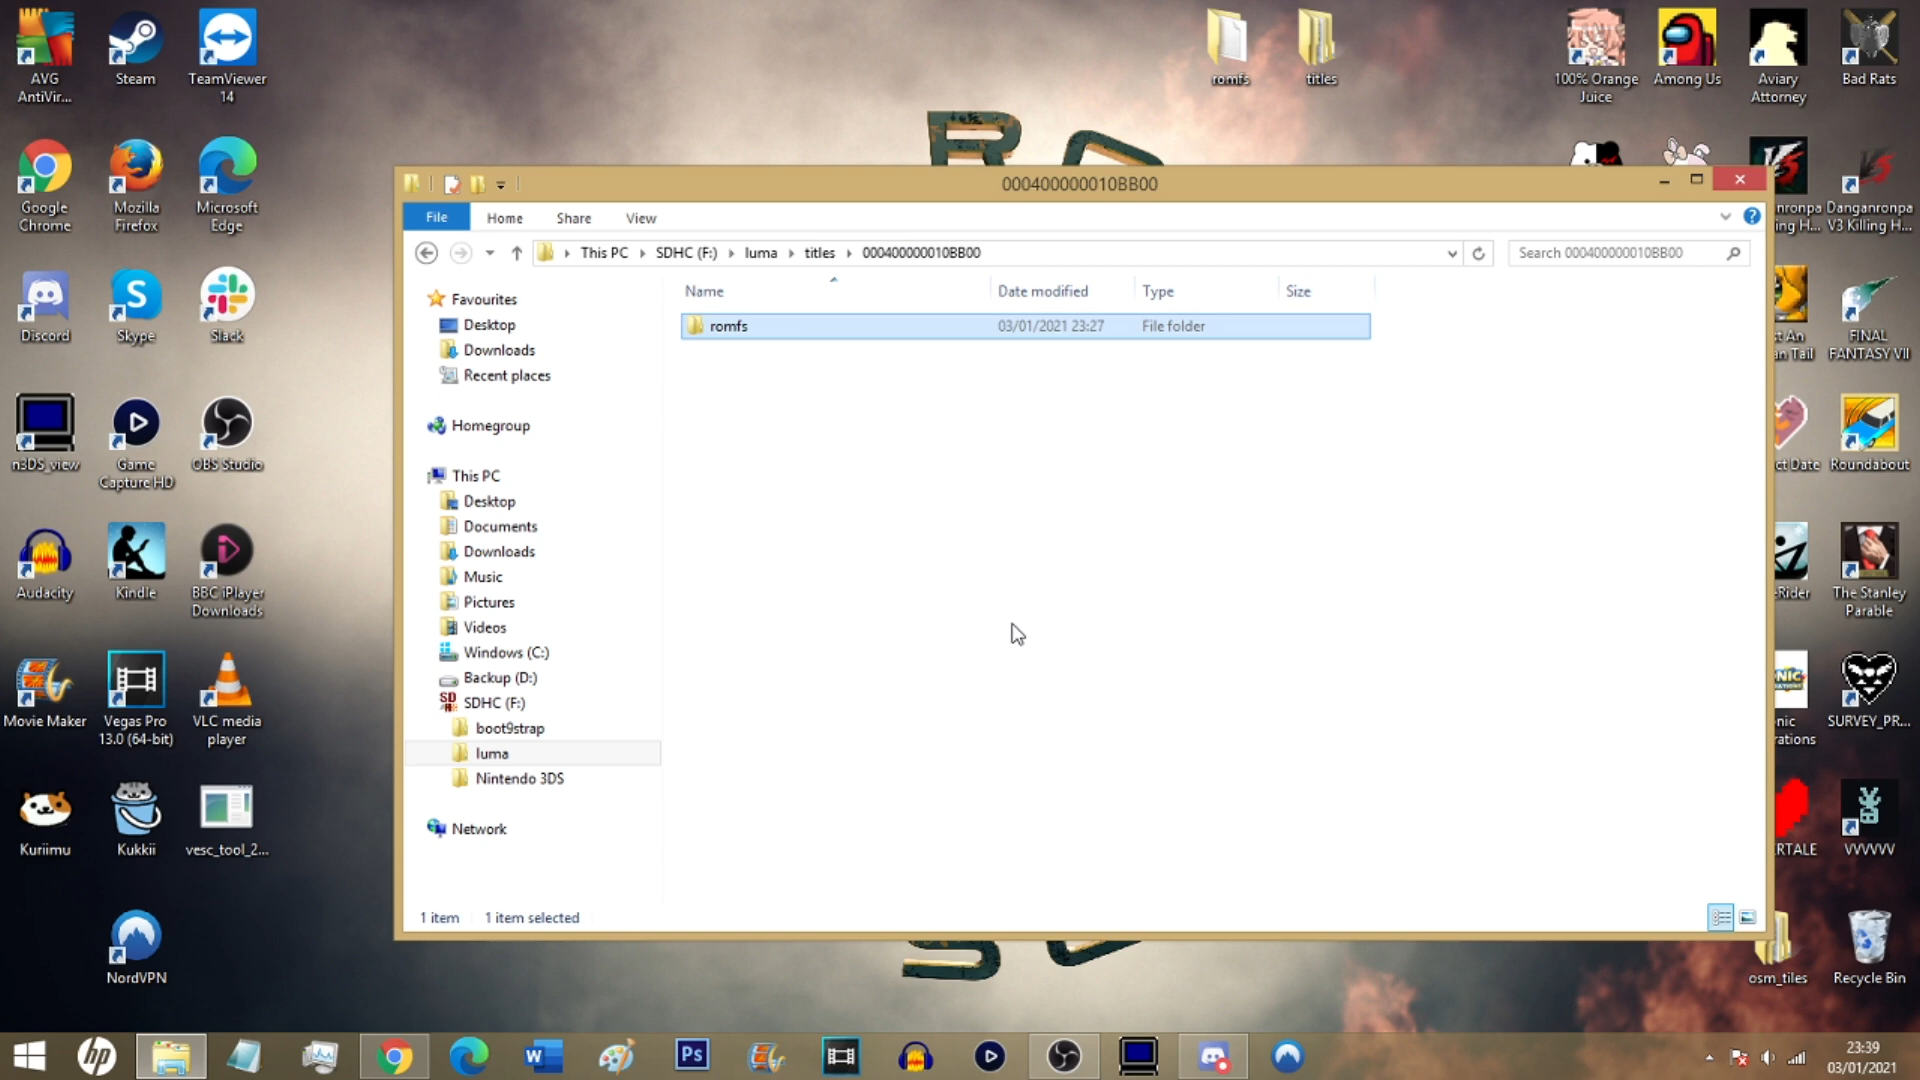 AVG
AntiVir...
Steam
TeamViewer
14
romfs
titles
100% Orange
Juice
Among Us
Aviary
Attorney
Bad Rats
Google
Chrome
Mozilla
Firefox
Microsoft
Edge
000400000010BB00
File
Home
Share
View
This PC
SDHC (F:)
luma
titles
000400000010BB00
Search 000400000010BB00
Name
Date modified
Type
Size
romfs
03/01/2021 23:27
File folder
Favourites
Desktop
Downloads
Recent places
Homegroup
This PC
Desktop
Documents
Downloads
Music
Pictures
Videos
Windows (C:)
Backup (D:)
SDHC (F:)
boot9strap
luma
Nintendo 3DS
Network
1 item
1 item selected
Danganronpa
V3 Killing H...
Discord
Skype
Slack
FINAL
FANTASY VII
n3DS_view
Game
Capture HD
OBS Studio
Roundabout
Audacity
Kindle
BBC iPlayer
Downloads
The Stanley
Parable
Movie Maker
Vegas Pro
13.0 (64-bit)
VLC media
player
SURVEY_PR...
Kuriimu
Kukkii
vesc_tool_2...
VVVVVV
NordVPN
osm_tiles
Recycle Bin
hp
W
Ps
23:39
03/01/2021